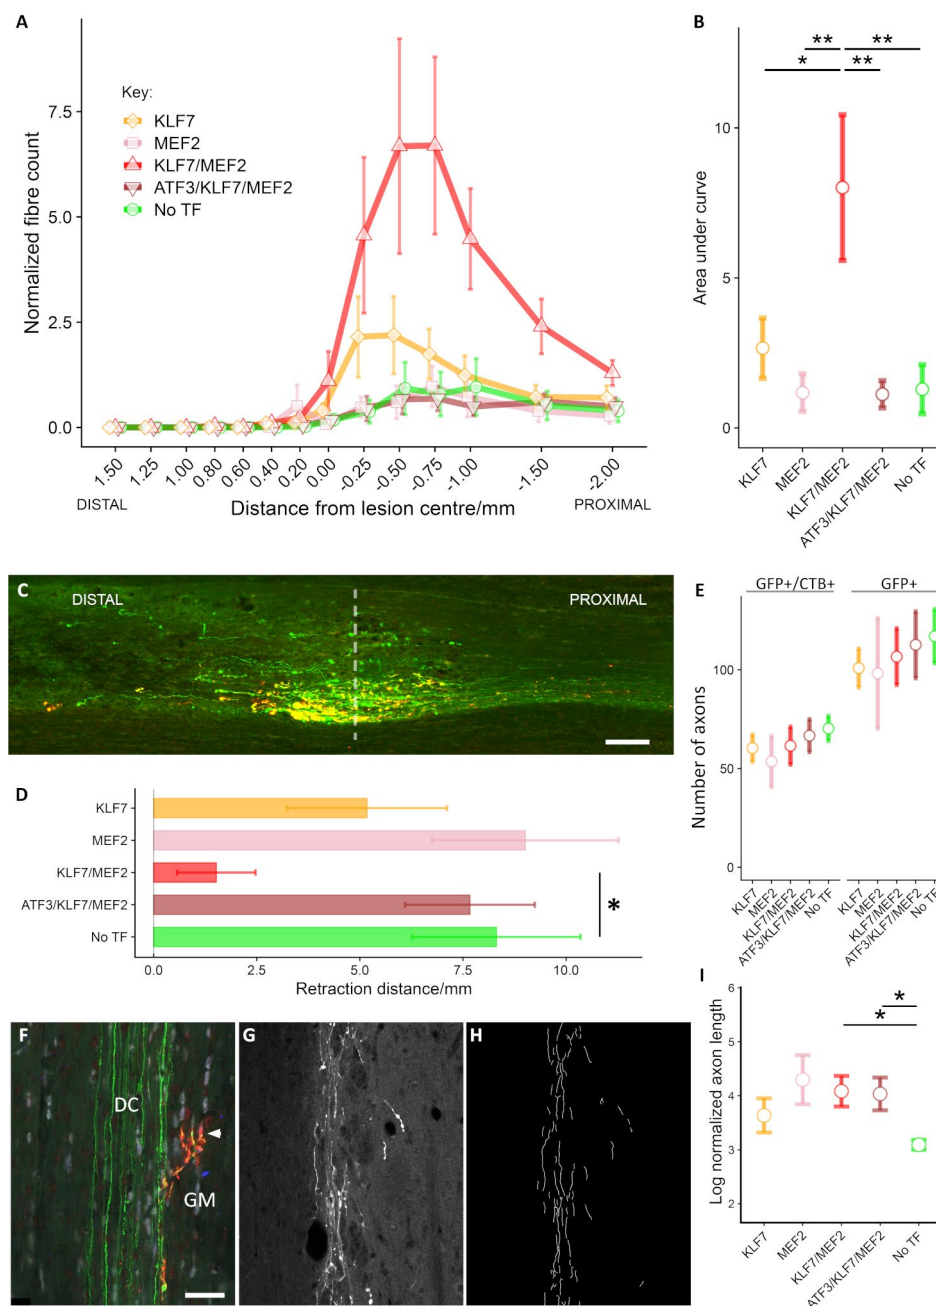 A
Normalized fibre count
7.5
5.0
2.5
0.0
Key:
KLF7
MEF2
KLF7/MEF2
ATF3/KLF7/MEF2
No TF
1.50
1.25
1.00
0.80
0.60
0.40
0.20
0.00
-0.25
-0.50
-0.75
-1.00
-1.50
-2.00
DISTAL
Distance from lesion centre/mm
PROXIMAL
B
** **
* **
Area under curve
10
5
0
KLF7
MEF2
KLF7/MEF2
ATF3/KLF7/MEF2
No TF
C
DISTAL
PROXIMAL
D
KLF7
MEF2
KLF7/MEF2
ATF3/KLF7/MEF2
No TF
*
0.0 2.5 5.0 7.5 10.0
Retraction distance/mm
E
GFP+/CTB+ GFP+
Number of axons
100
50
0
KLF7
MEF2
KLF7/MEF2
ATF3/KLF7/MEF2
No TF
KLF7
MEF2
KLF7/MEF2
ATF3/KLF7/MEF2
No TF
F
DC
GM
G
H
I
*
*
Log normalized axon length
6
5
4
3
2
KLF7
MEF2
KLF7/MEF2
ATF3/KLF7/MEF2
No TF